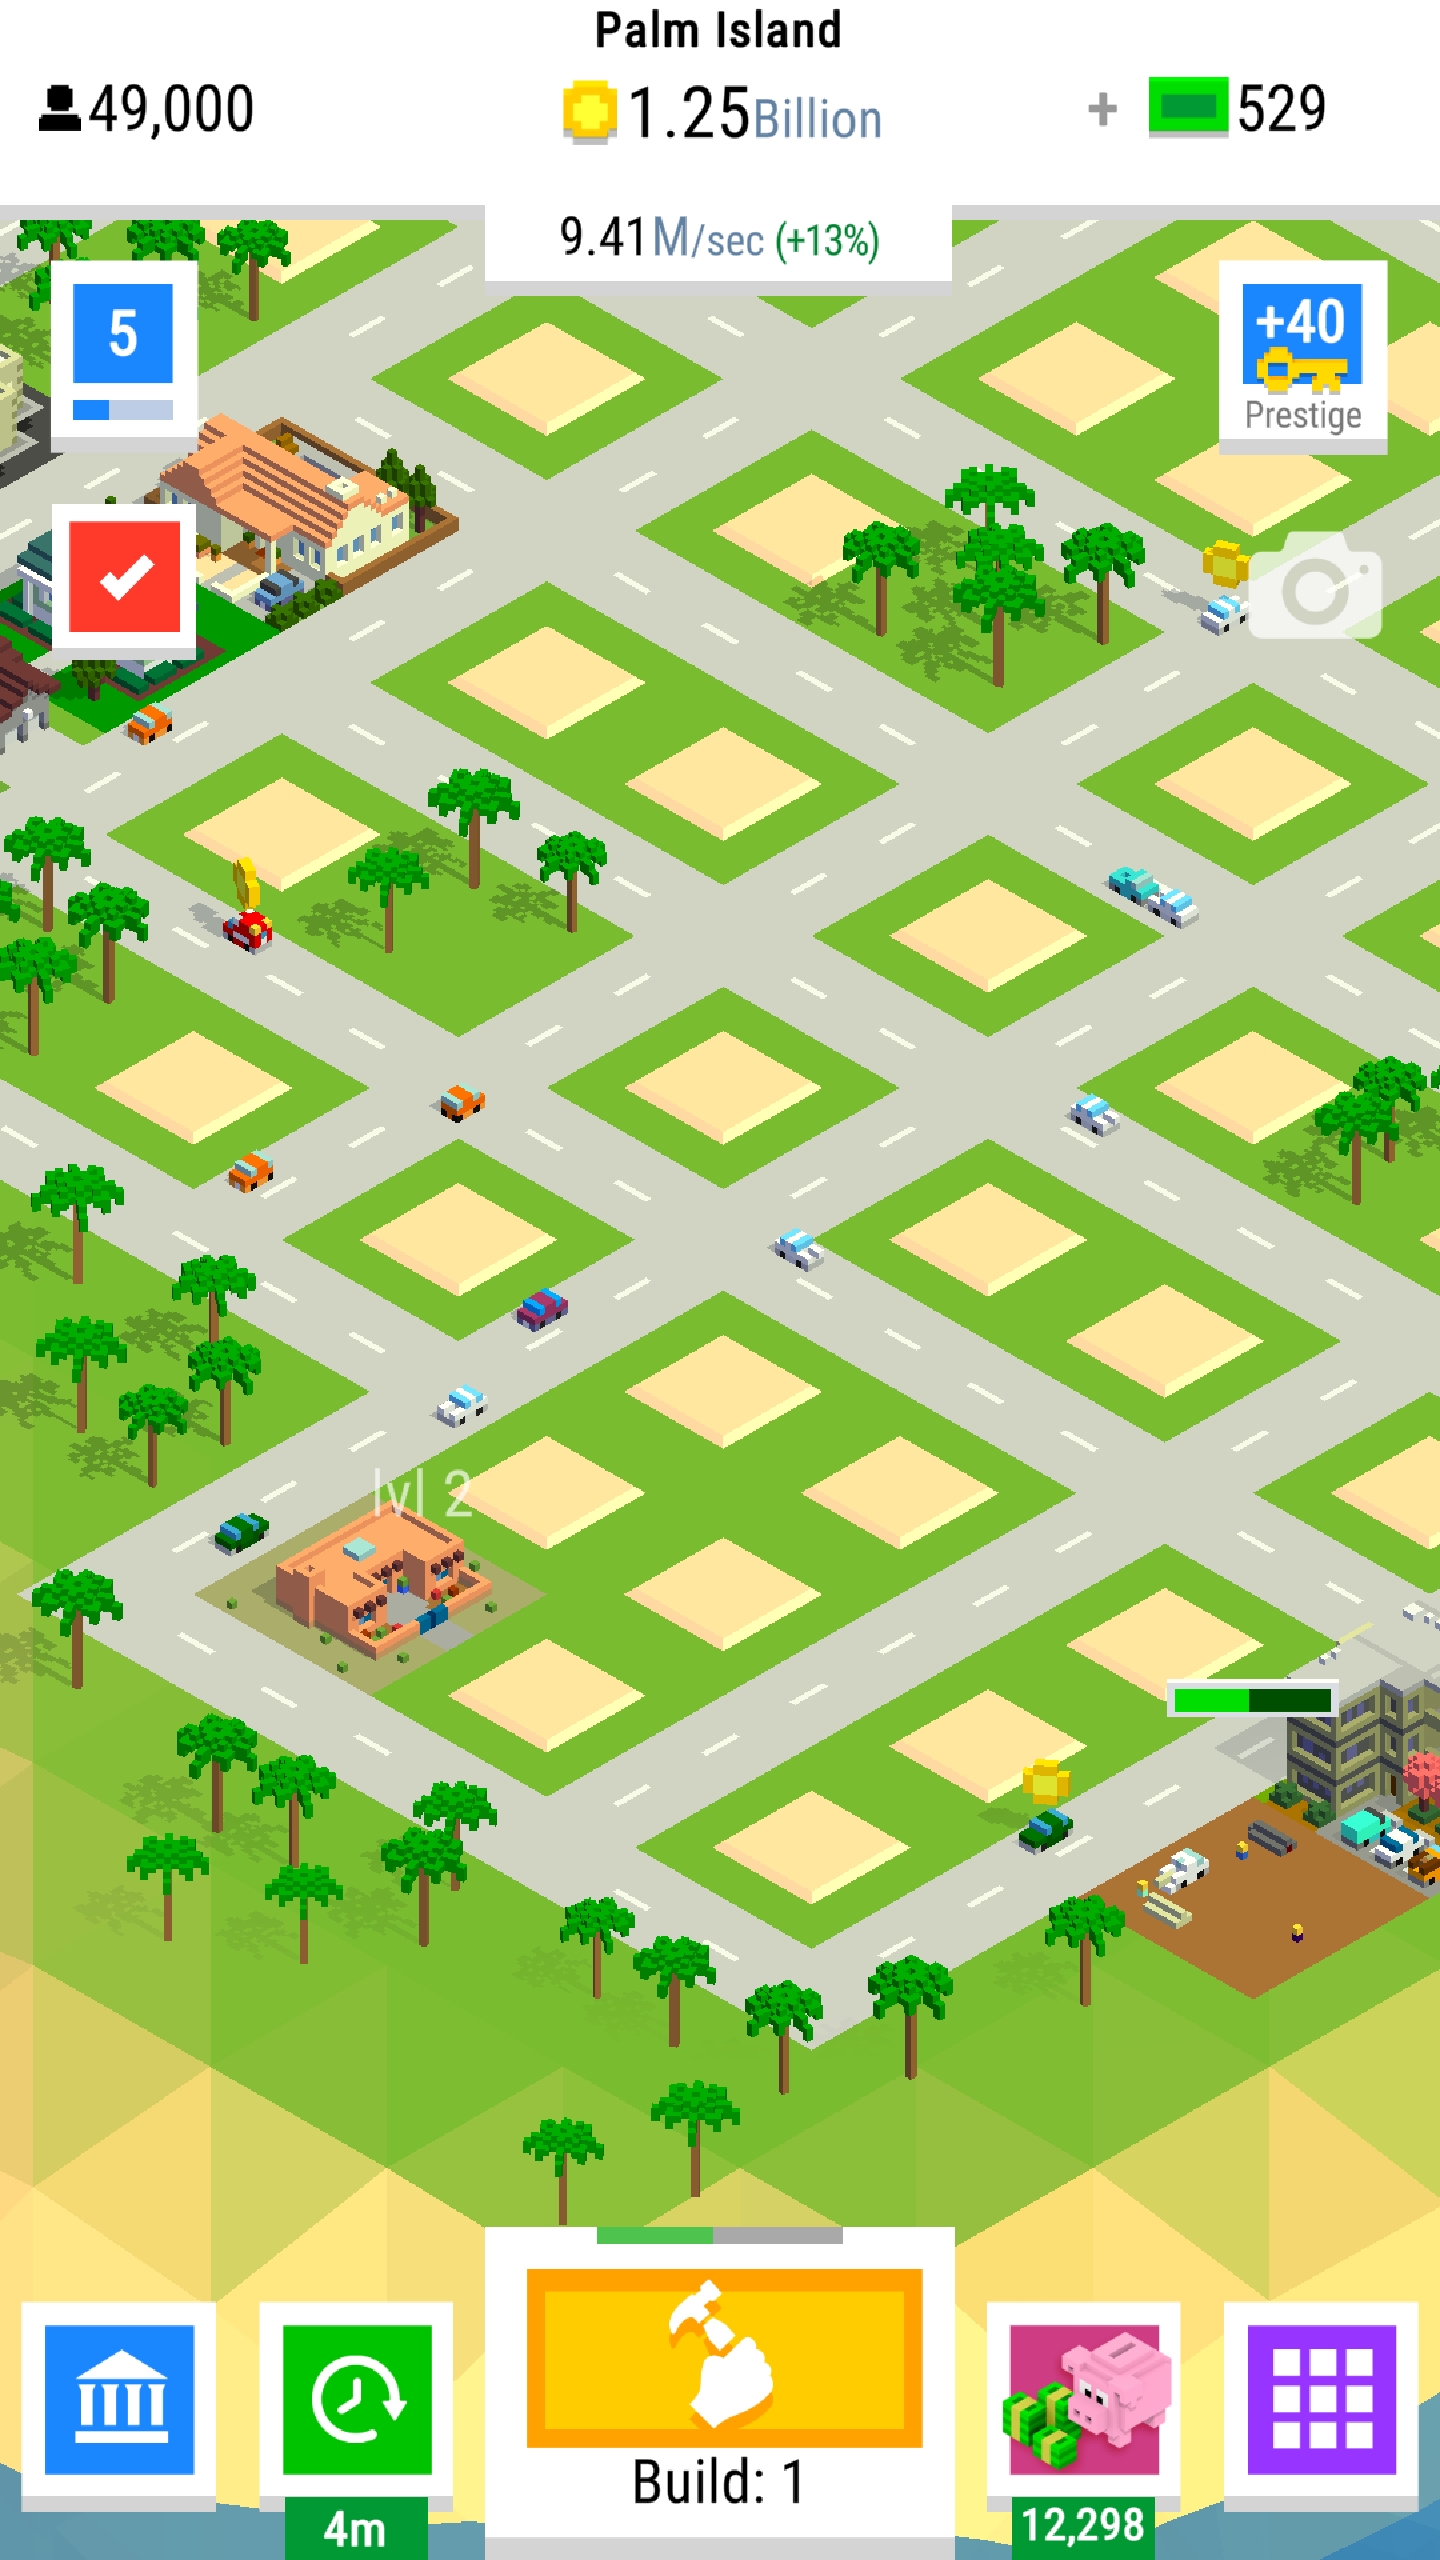 Palm Island
49,000
1.25Billion
+ 529
9.41M/sec (+13%)
5
+40
Prestige
lvl 2
Build: 1
4m
12,298